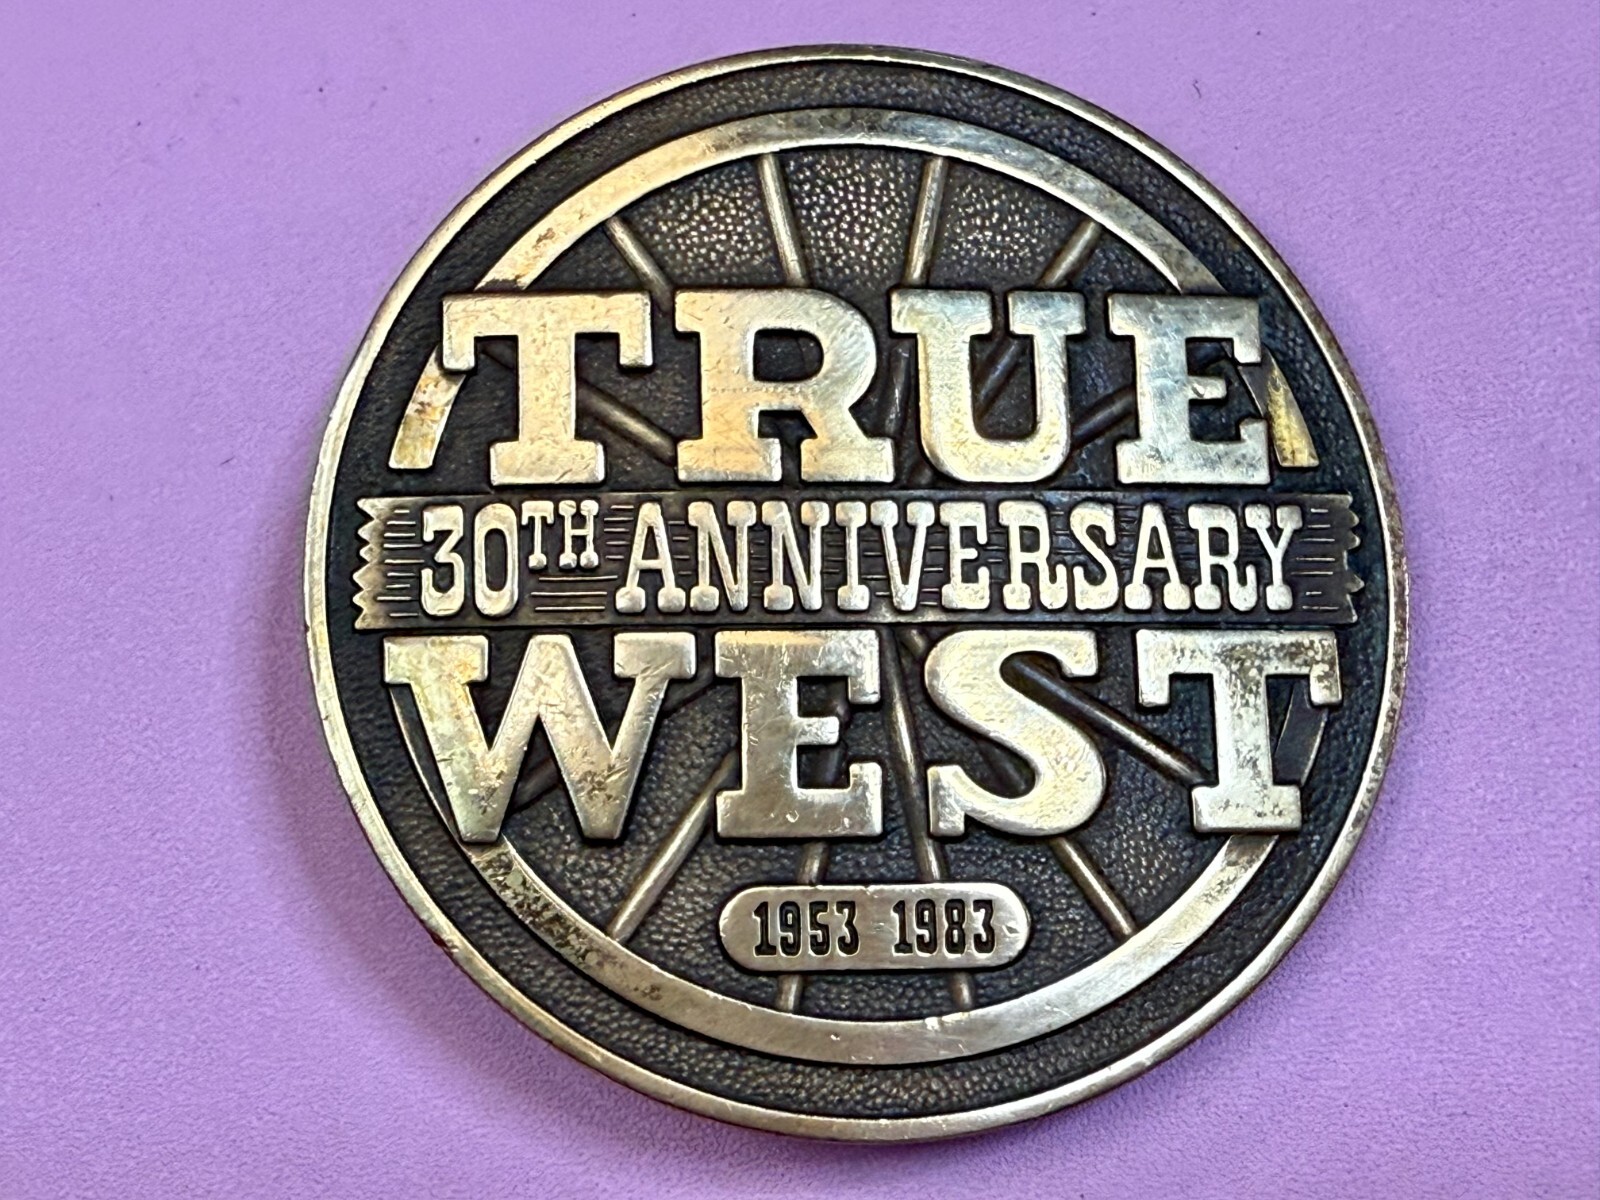 TRUE
30TH ANNIVERSARY
WEST
1953 1983